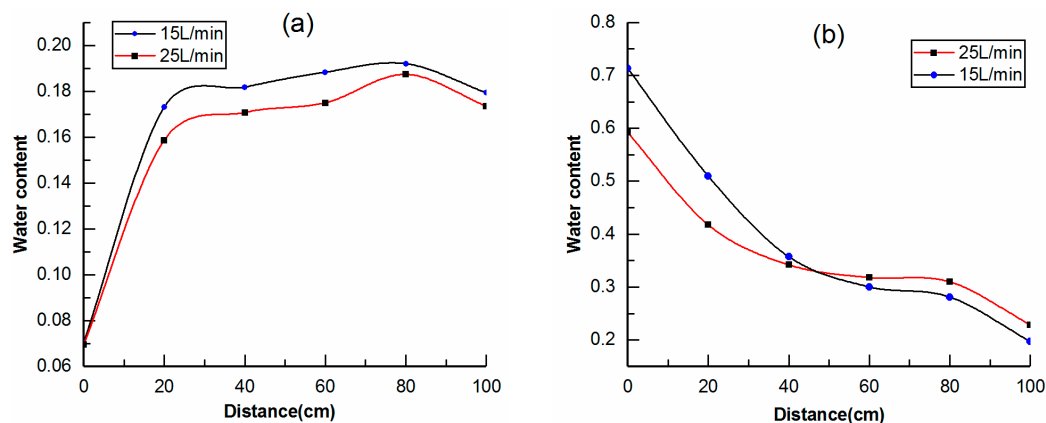 (a)
15L/min
25L/min
0.20
0.18
0.16
0.14
0.12
0.10
0.08
0.06
Water content
0 20 40 60 80 100
Distance(cm)
(b)
25L/min
15L/min
0.8
0.7
0.6
0.5
0.4
0.3
0.2
Water content
0 20 40 60 80 100
Distance(cm)